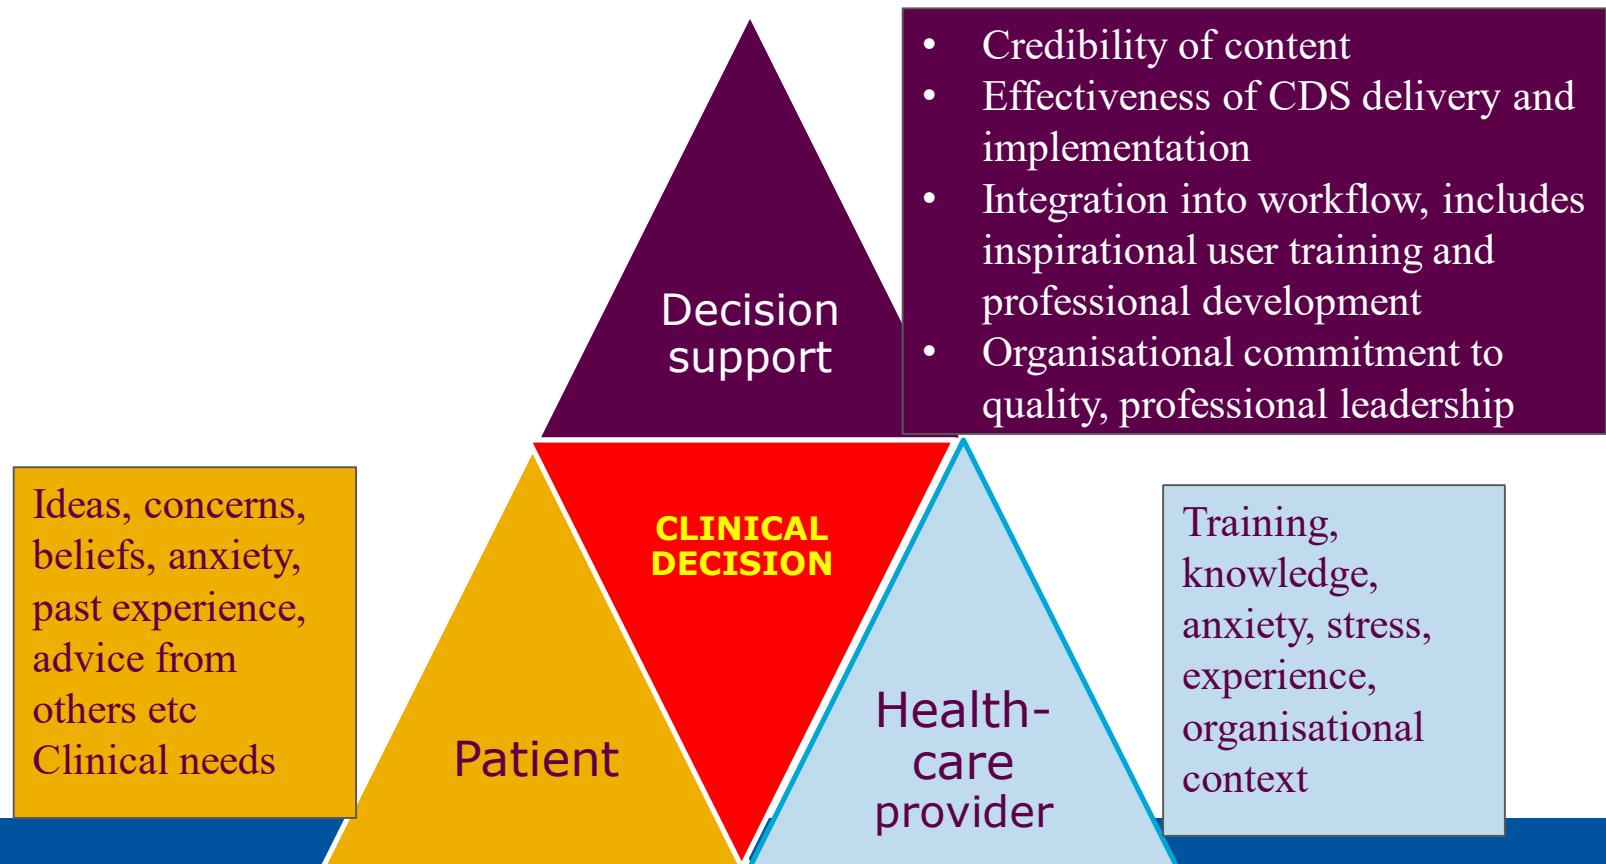 • Credibility of content
• Effectiveness of CDS delivery and
implementation
• Integration into workflow, includes
inspirational user training and
professional development
• Organisational commitment to
quality, professional leadership
Decision
support
CLINICAL
DECISION
Ideas, concerns,
beliefs, anxiety,
past experience,
advice from
others etc
Clinical needs
Patient
Health-
care
provider
Training,
knowledge,
anxiety, stress,
experience,
organisational
context